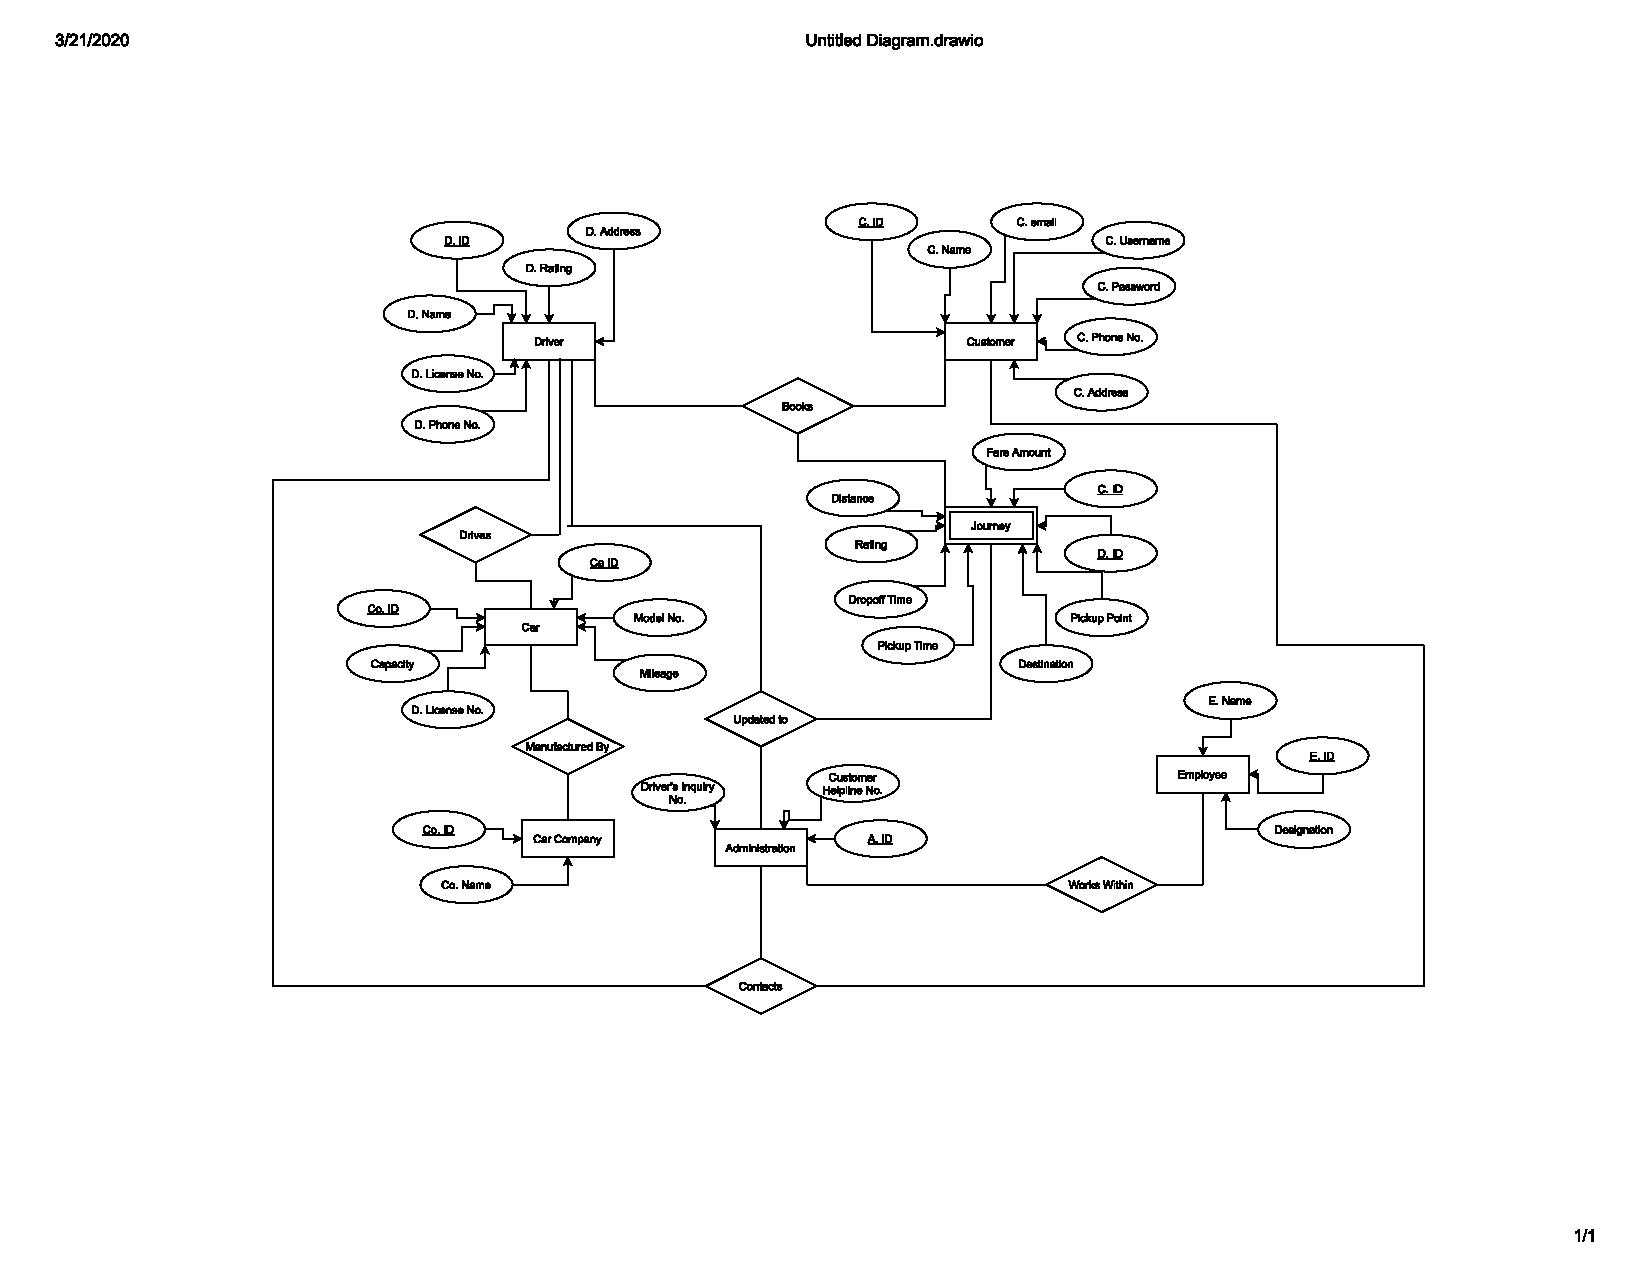 3/21/2020
Untitled Diagram.drawio
D. ID
D. Address
D. Rating
D. Name
Driver
D. License No.
D. Phone No.
C. ID
C. Name
C. email
C. Username
C. Password
C. Phone No.
Customer
C. Address
Books
Fare Amount
Distance
C. ID
Journey
Rating
D. ID
Dropoff Time
Pickup Point
Pickup Time
Destination
Drives
Ca ID
Co. ID
Model No.
Car
Capacity
Mileage
D. License No.
Manufactured By
Updated to
Co. ID
Car Company
Co. Name
Driver's Inquiry
No.
Customer
Helpline No.
Administration
A. ID
E. Name
E. ID
Employee
Designation
Works Within
Contacts
1/1